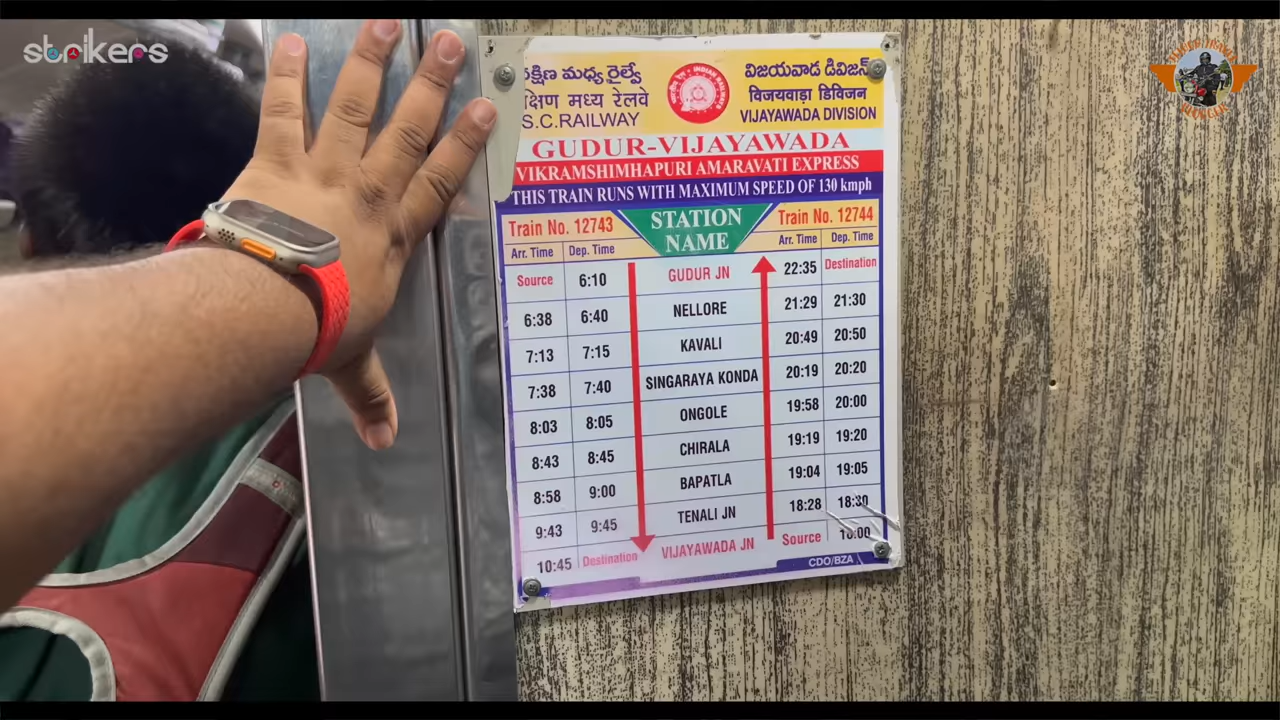 strikers
క్షిణ మధ్య రైల్వే
क्षिण मध्य रेलवे
S.C.RAILWAY
INDIAN RAILWAYS
విజయవాడ డివిజన్
विजयवाड़ा डिविजन
VIJAYAWADA DIVISION
GUDUR-VIJAYAWADA
VIKRAMSHIMHAPURI AMARAVATI EXPRESS
THIS TRAIN RUNS WITH MAXIMUM SPEED OF 130 kmph
Train No. 12743 STATION NAME Train No. 12744
Arr. Time Dep. Time Arr. Time Dep. Time
Source 6:10 GUDUR JN 22:35 Destination
6:38 6:40 NELLORE 21:29 21:30
7:13 7:15 KAVALI 20:49 20:50
7:38 7:40 SINGARAYA KONDA 20:19 20:20
8:03 8:05 ONGOLE 19:58 20:00
8:43 8:45 CHIRALA 19:19 19:20
8:58 9:00 BAPATLA 19:04 19:05
9:43 9:45 TENALI JN 18:28 18:30
10:45 Destination VIJAYAWADA JN Source 18:00
CDO/BZA